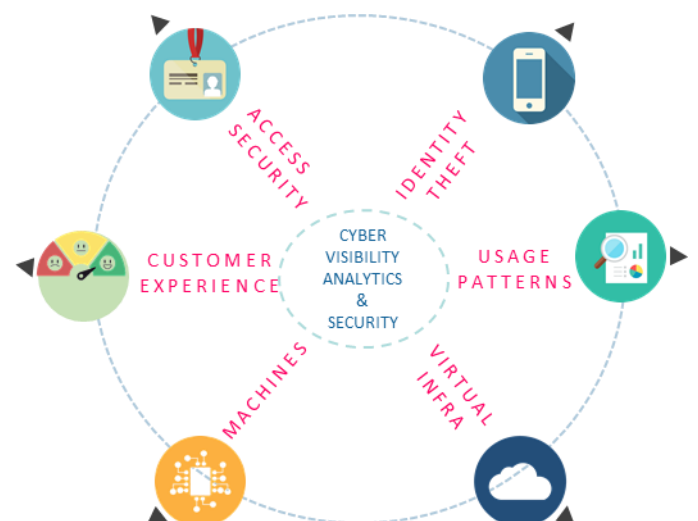 ACCESS
SECURITY
IDENTITY
THEFT
CUSTOMER
EXPERIENCE
CYBER
VISIBILITY
ANALYTICS
&
SECURITY
USAGE
PATTERNS
MACHINES
VIRTUAL
INFRA